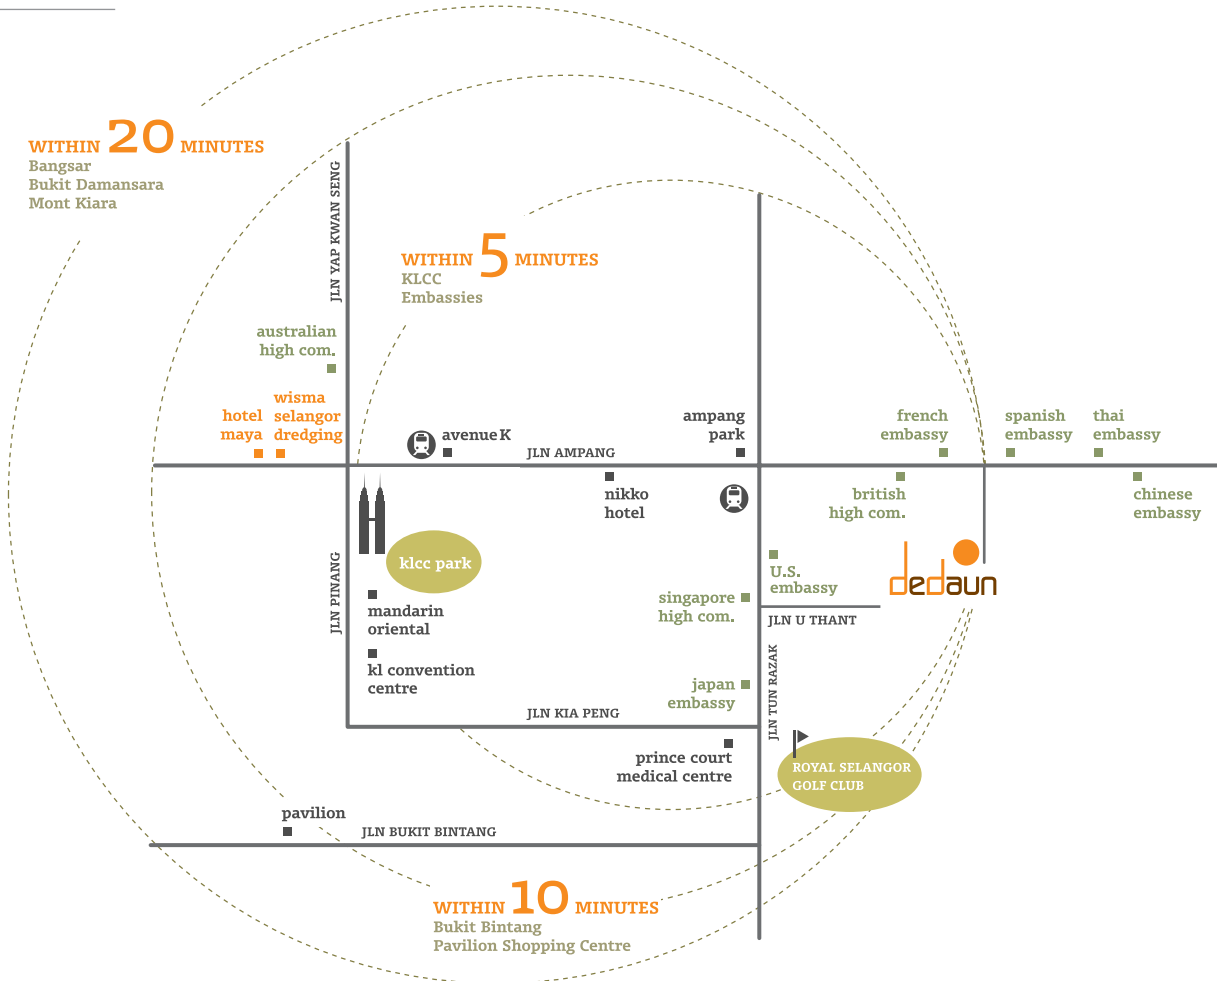 WITHIN 20 MINUTES
Bangsar
Bukit Damansara
Mont Kiara
JLN YAP KWAN SENG
WITHIN 5 MINUTES
KLCC
Embassies
australian
high com.
hotel
maya
wisma
selangor
dredging
avenue K
JLN AMPANG
ampang
park
french
embassy
spanish
embassy
thai
embassy
nikko
hotel
british
high com.
chinese
embassy
klcc park
JLN PINANG
mandarin
oriental
kl convention
centre
U.S.
embassy
dedaun
singapore
high com.
JLN U THANT
japan
embassy
JLN TUN RAZAK
JLN KIA PENG
prince court
medical centre
ROYAL SELANGOR
GOLF CLUB
pavilion
JLN BUKIT BINTANG
WITHIN 10 MINUTES
Bukit Bintang
Pavilion Shopping Centre